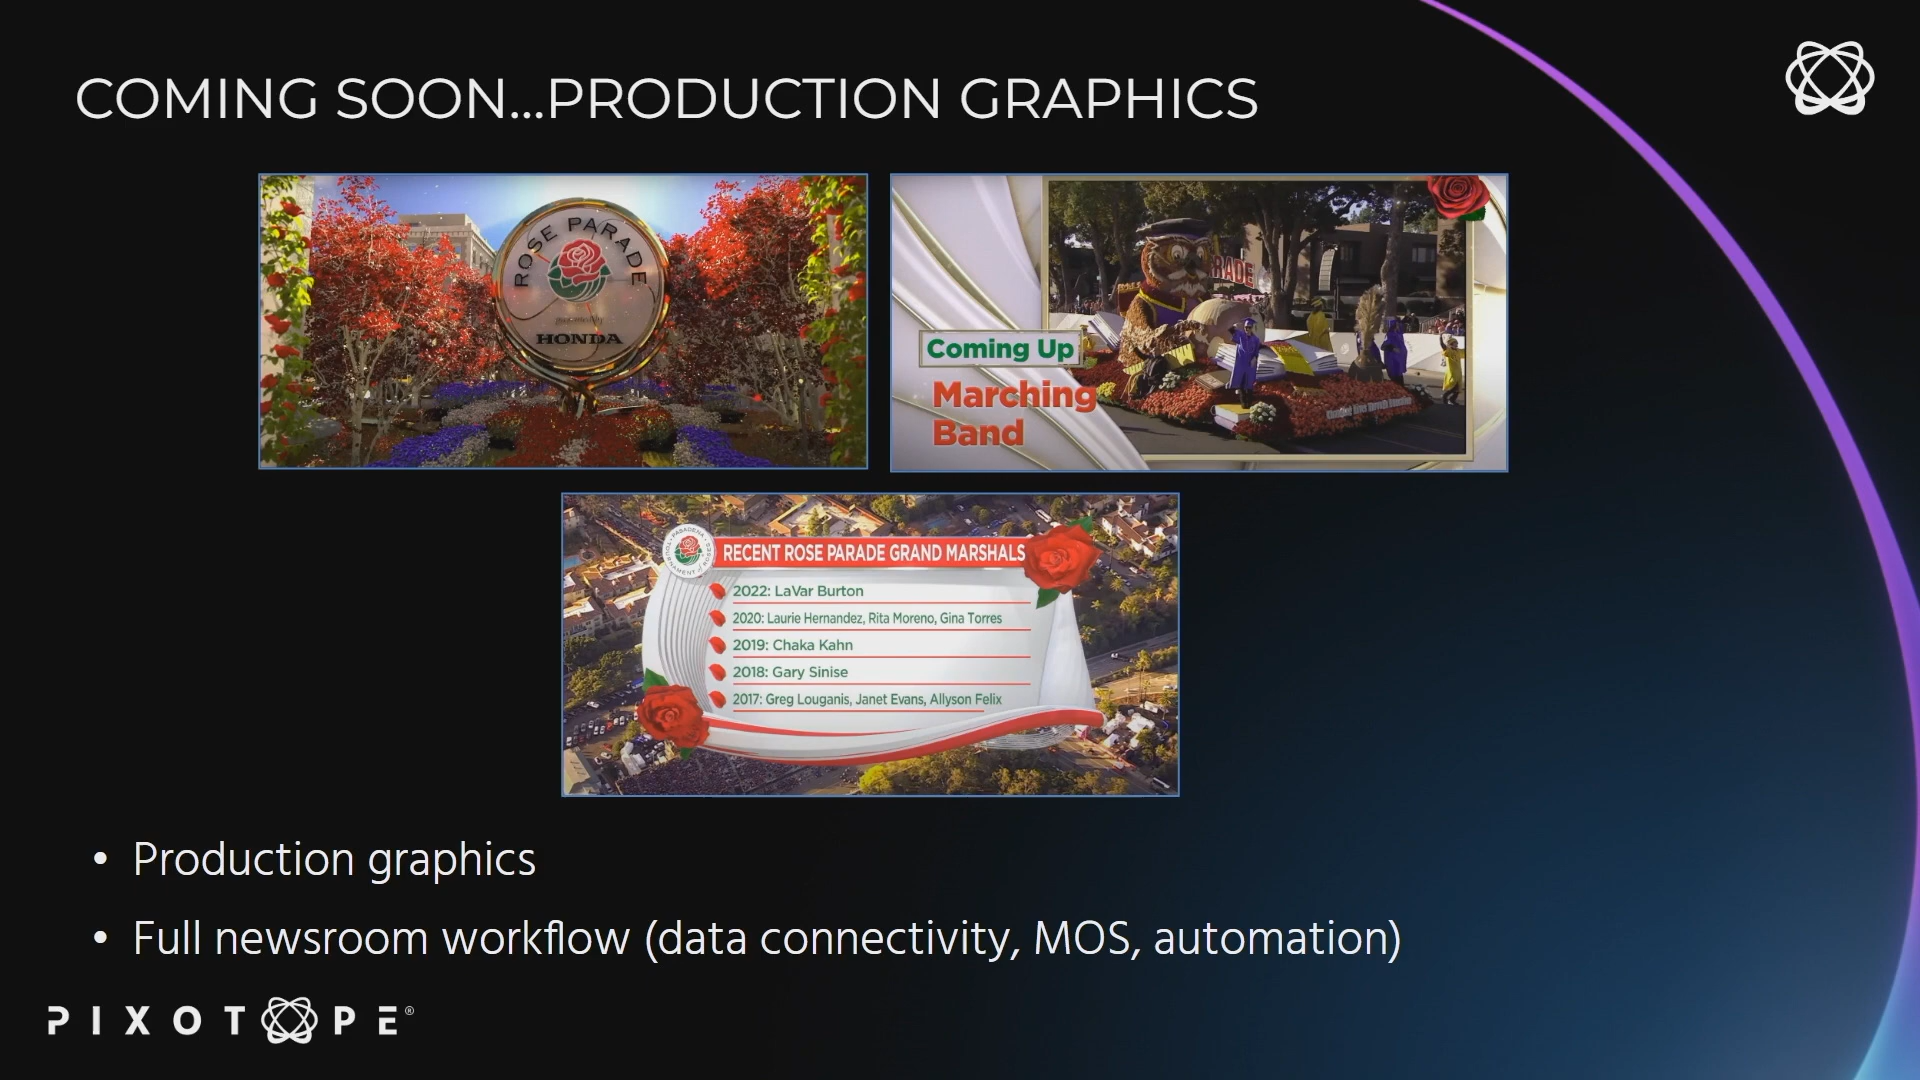 COMING SOON...PRODUCTION GRAPHICS
ROSE PARADE
HONDA
RADE
Coming Up
Marching
Band
RECENT ROSE PARADE GRAND MARSHALS
2022: LaVar Burton
2020: Laurie Hernandez, Rita Moreno, Gina Torres
2019: Chaka Kahn
2018: Gary Sinise
2017: Greg Louganis, Janet Evans, Allyson Felix
• Production graphics
• Full newsroom workflow (data connectivity, MOS, automation)
PIXOTOPE®